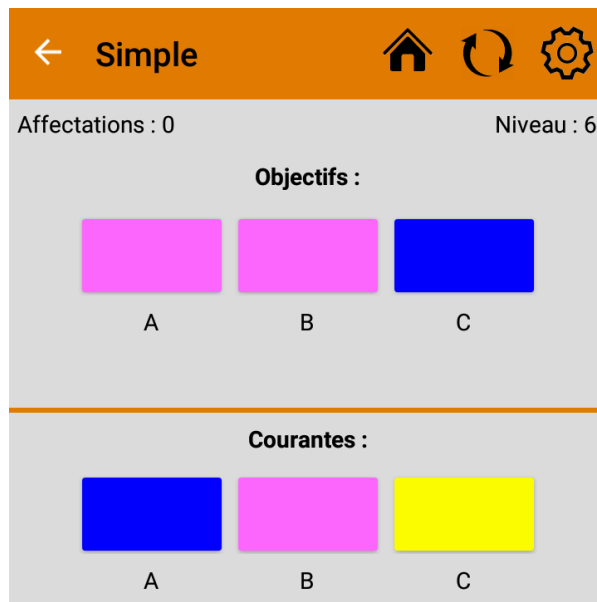 Simple
Affectations : 0 Niveau : 6
Objectifs :
A B C
Courantes :
A B C